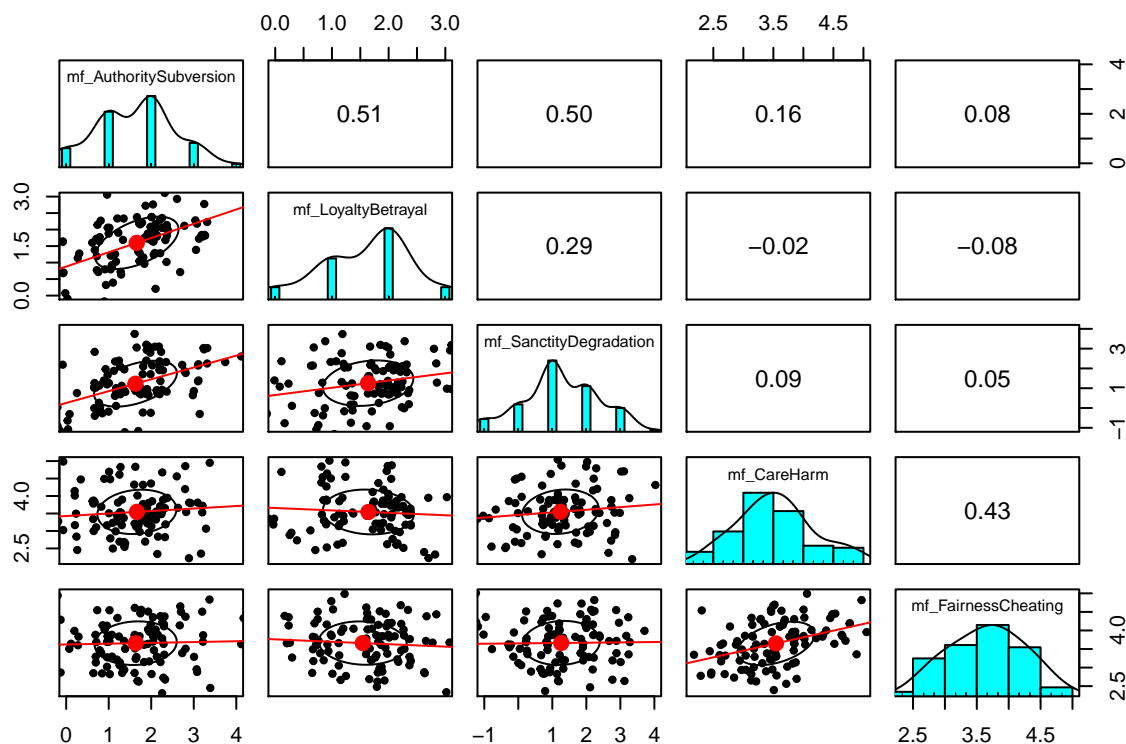 0.0 1.0 2.0 3.0 2.5 3.5 4.5
mf_AuthoritySubversion
0.51 0.50 0.16 0.08
0 2 4
0.0 1.5 3.0
mf_LoyaltyBetrayal
0.29 −0.02 −0.08
mf_SanctityDegradation
0.09 0.05
−1 1 3
2.5 4.0
mf_CareHarm
0.43
mf_FairnessCheating
2.5 4.0
0 1 2 3 4 −1 1 2 3 4 2.5 3.5 4.5